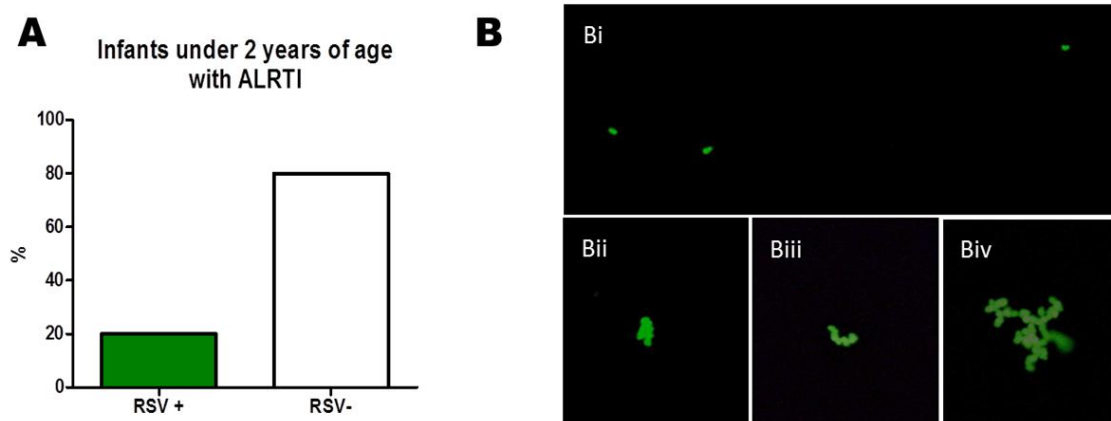 A
Infants under 2 years of age
with ALRTI
100
80
60
40
20
0
%
RSV +
RSV-
B
Bi
Bii
Biii
Biv